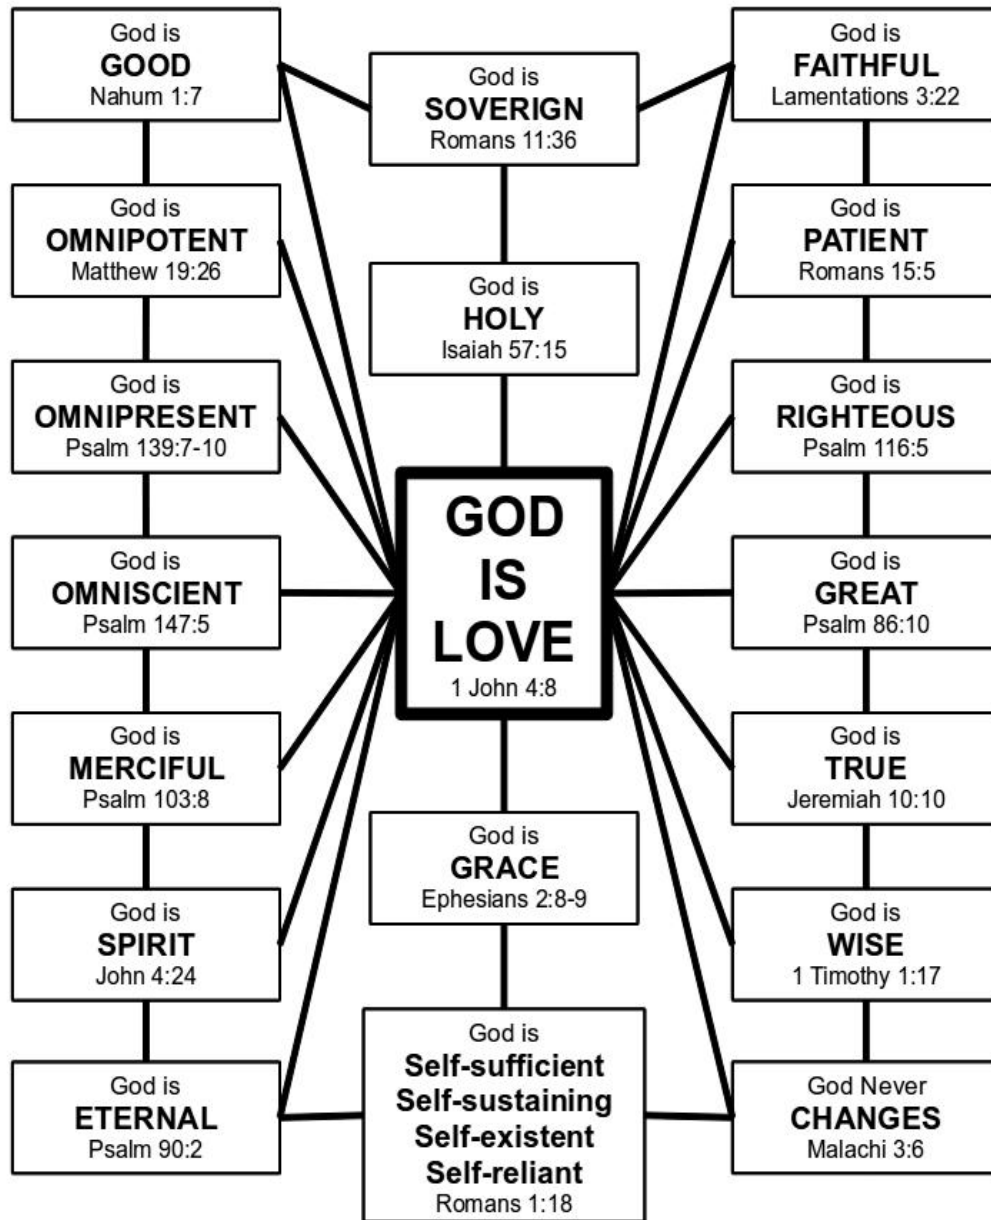 God is
GOOD
Nahum 1:7
God is
SOVERIGN
Romans 11:36
God is
FAITHFUL
Lamentations 3:22
God is
OMNIPOTENT
Matthew 19:26
God is
HOLY
Isaiah 57:15
God is
PATIENT
Romans 15:5
God is
OMNIPRESENT
Psalm 139:7-10
God is
RIGHTEOUS
Psalm 116:5
GOD
IS
LOVE
1 John 4:8
God is
OMNISCIENT
Psalm 147:5
God is
GREAT
Psalm 86:10
God is
MERCIFUL
Psalm 103:8
God is
TRUE
Jeremiah 10:10
God is
GRACE
Ephesians 2:8-9
God is
SPIRIT
John 4:24
God is
WISE
1 Timothy 1:17
God is
ETERNAL
Psalm 90:2
God is
Self-sufficient
Self-sustaining
Self-existent
Self-reliant
Romans 1:18
God Never
CHANGES
Malachi 3:6